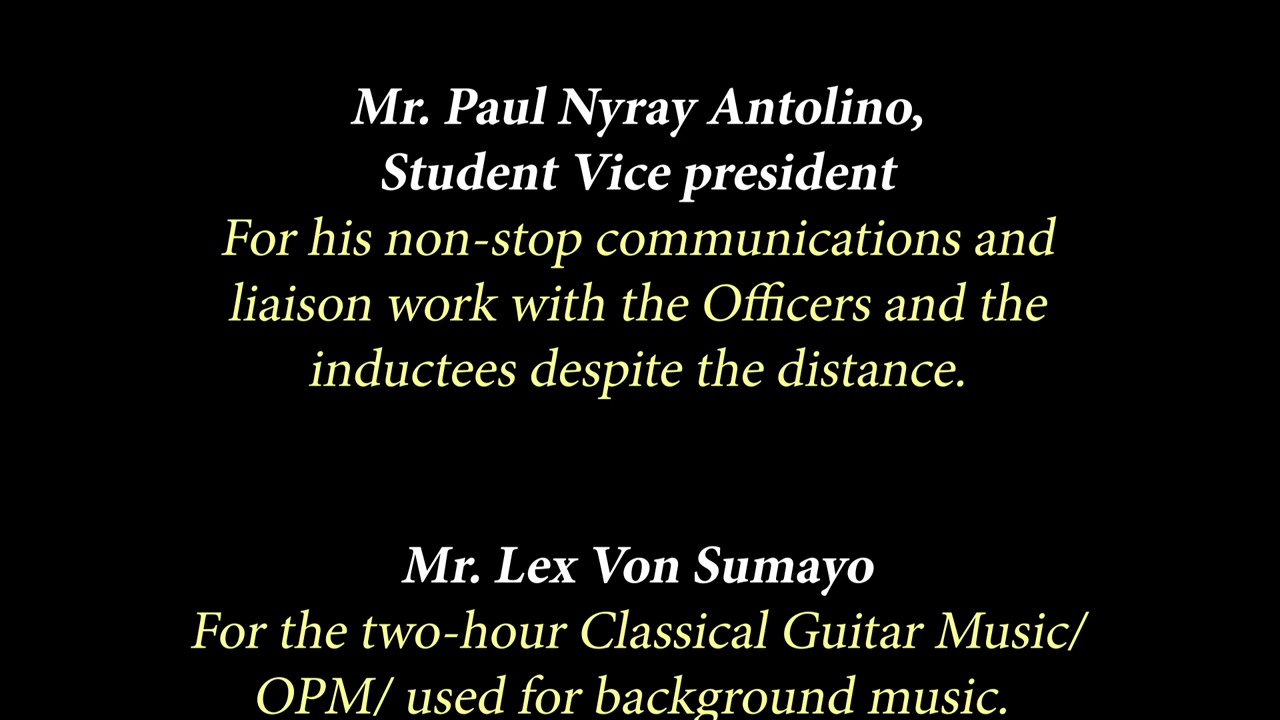 Mr. Paul Nyray Antolino,
Student Vice president
For his non-stop communications and
liaison work with the Officers and the
inductees despite the distance.
Mr. Lex Von Sumayo
For the two-hour Classical Guitar Music/
OPM/ used for background music.